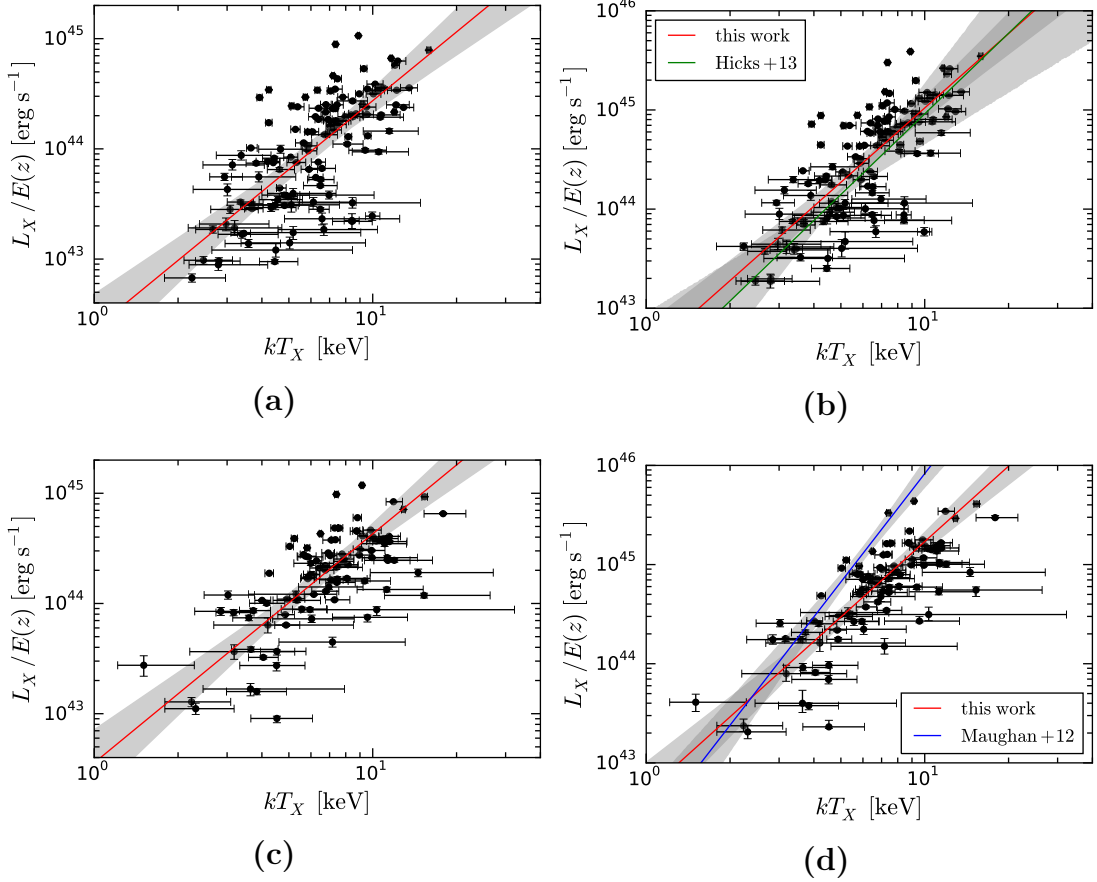 10^45
10^44
10^43
L_X /E(z) [erg s^−1]
10^0
10^1
kT_X [keV]
(a)
10^46
10^45
10^44
10^43
L_X /E(z) [erg s^−1]
this work
Hicks+13
10^0
10^1
kT_X [keV]
(b)
10^45
10^44
10^43
L_X /E(z) [erg s^−1]
10^0
10^1
kT_X [keV]
(c)
10^46
10^45
10^44
10^43
L_X /E(z) [erg s^−1]
this work
Maughan+12
10^0
10^1
kT_X [keV]
(d)